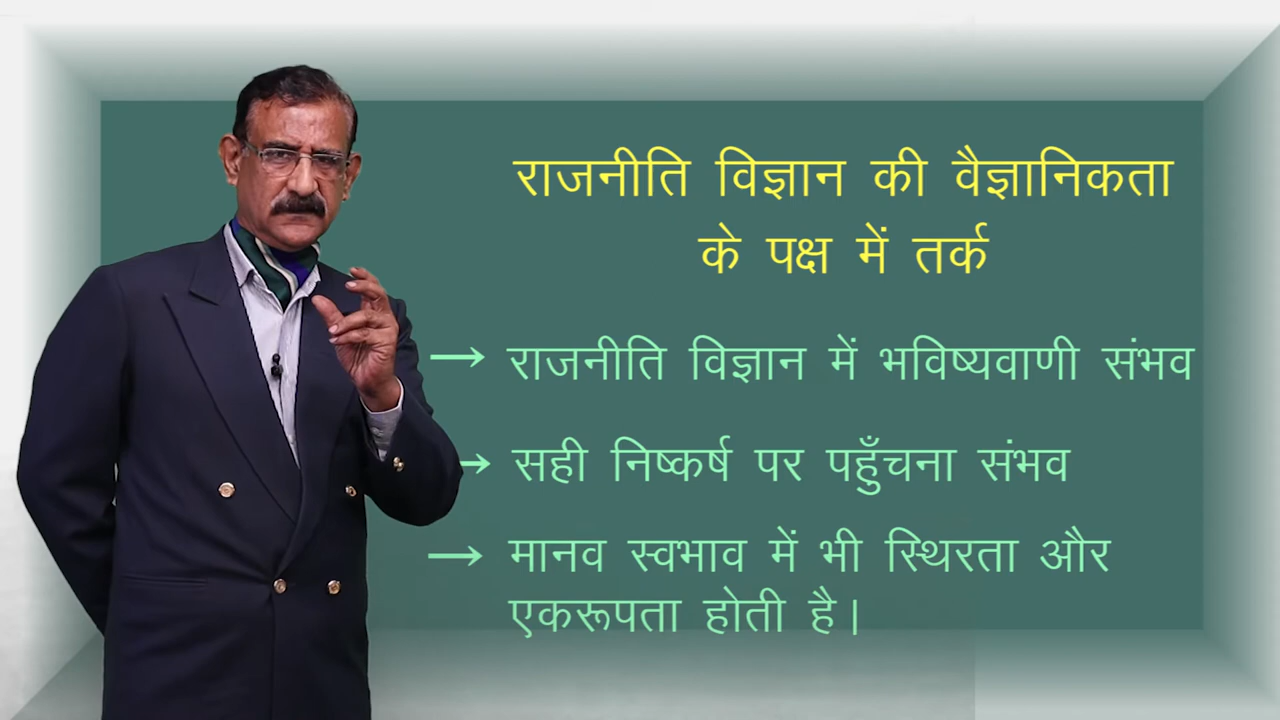 राजनीति विज्ञान की वैज्ञानिकता
के पक्ष में तर्क
→ राजनीति विज्ञान में भविष्यवाणी संभव
→ सही निष्कर्ष पर पहुँचना संभव
→ मानव स्वभाव में भी स्थिरता और
एकरूपता होती है।